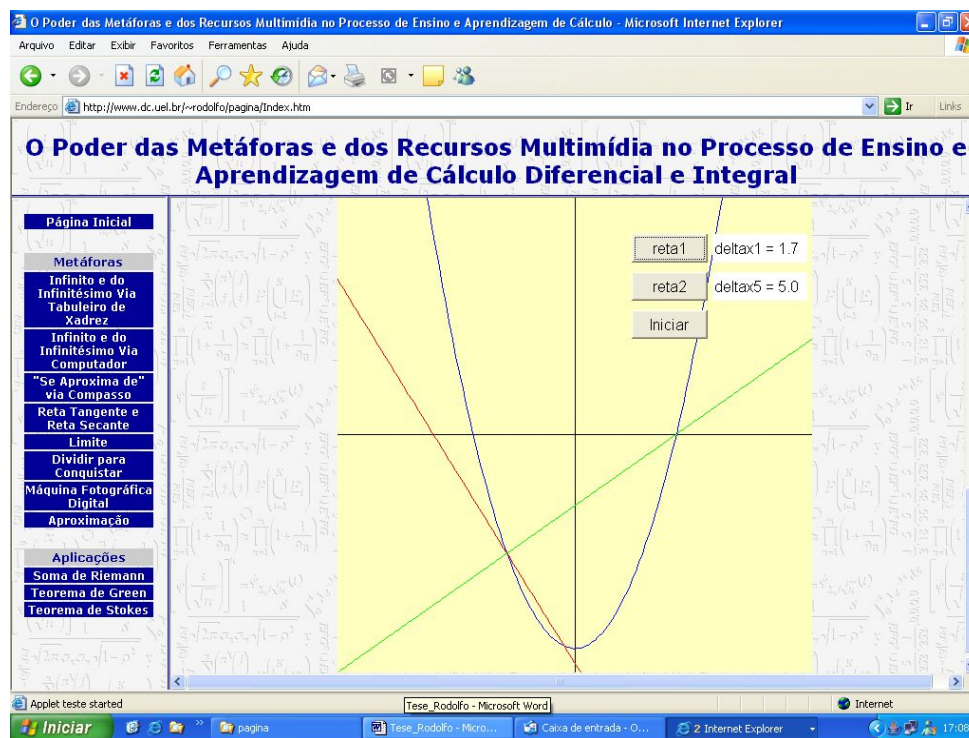 O Poder das Metáforas e dos Recursos Multimídia no Processo de Ensino e Aprendizagem de Cálculo - Microsoft Internet Explorer
Arquivo Editar Exibir Favoritos Ferramentas Ajuda
Endereço http://www.dc.uel.br/~rodolfo/pagina/Index.htm Ir Links
O Poder das Metáforas e dos Recursos Multimídia no Processo de Ensino e
Aprendizagem de Cálculo Diferencial e Integral
Página Inicial
Metáforas
Infinito e do
Infinitésimo Via
Tabuleiro de
Xadrez
Infinito e do
Infinitésimo Via
Computador
"Se Aproxima de"
via Compasso
Reta Tangente e
Reta Secante
Limite
Dividir para
Conquistar
Máquina Fotográfica
Digital
Aproximação
Aplicações
Soma de Riemann
Teorema de Green
Teorema de Stokes
reta1 deltax1 = 1.7
reta2 deltax5 = 5.0
Iniciar
Applet teste started
Tese_Rodolfo - Microsoft Word
Internet
Iniciar pagina Tese_Rodolfo - Micro... Caixa de entrada - O... 2 Internet Explorer 17:08